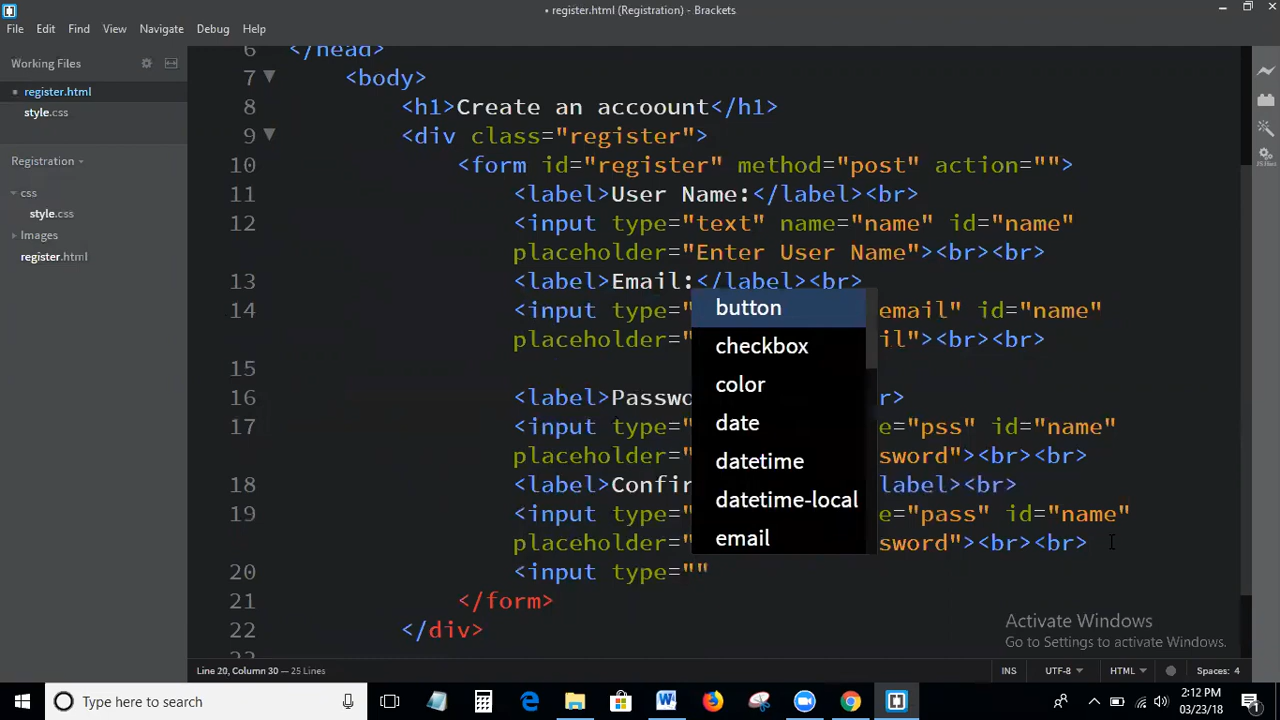 • register.html (Registration) - Brackets
File Edit Find View Navigate Debug Help
Working Files
• register.html
style.css
Registration
css
style.css
Images
register.html
6 </head>
7 <body>
8 <h1>Create an accoount</h1>
9 <div class="register">
10 <form id="register" method="post" action="">
11 <label>User Name:</label><br>
12 <input type="text" name="name" id="name"
placeholder="Enter User Name"><br><br>
13 <label>Email:</label><br>
14 <input type=" email" id="name"
placeholder=" il"><br><br>
15
16 <label>Passwo r>
17 <input type=" e="pss" id="name"
placeholder=" sword"><br><br>
18 <label>Confir label><br>
19 <input type=" e="pass" id="name"
placeholder=" sword"><br><br>
20 <input type=""
21 </form>
22 </div>
button
checkbox
color
date
datetime
datetime-local
email
Activate Windows
Go to Settings to activate Windows.
Line 20, Column 30 — 25 Lines
INS UTF-8 HTML Spaces: 4
Type here to search
2:12 PM
03/23/18